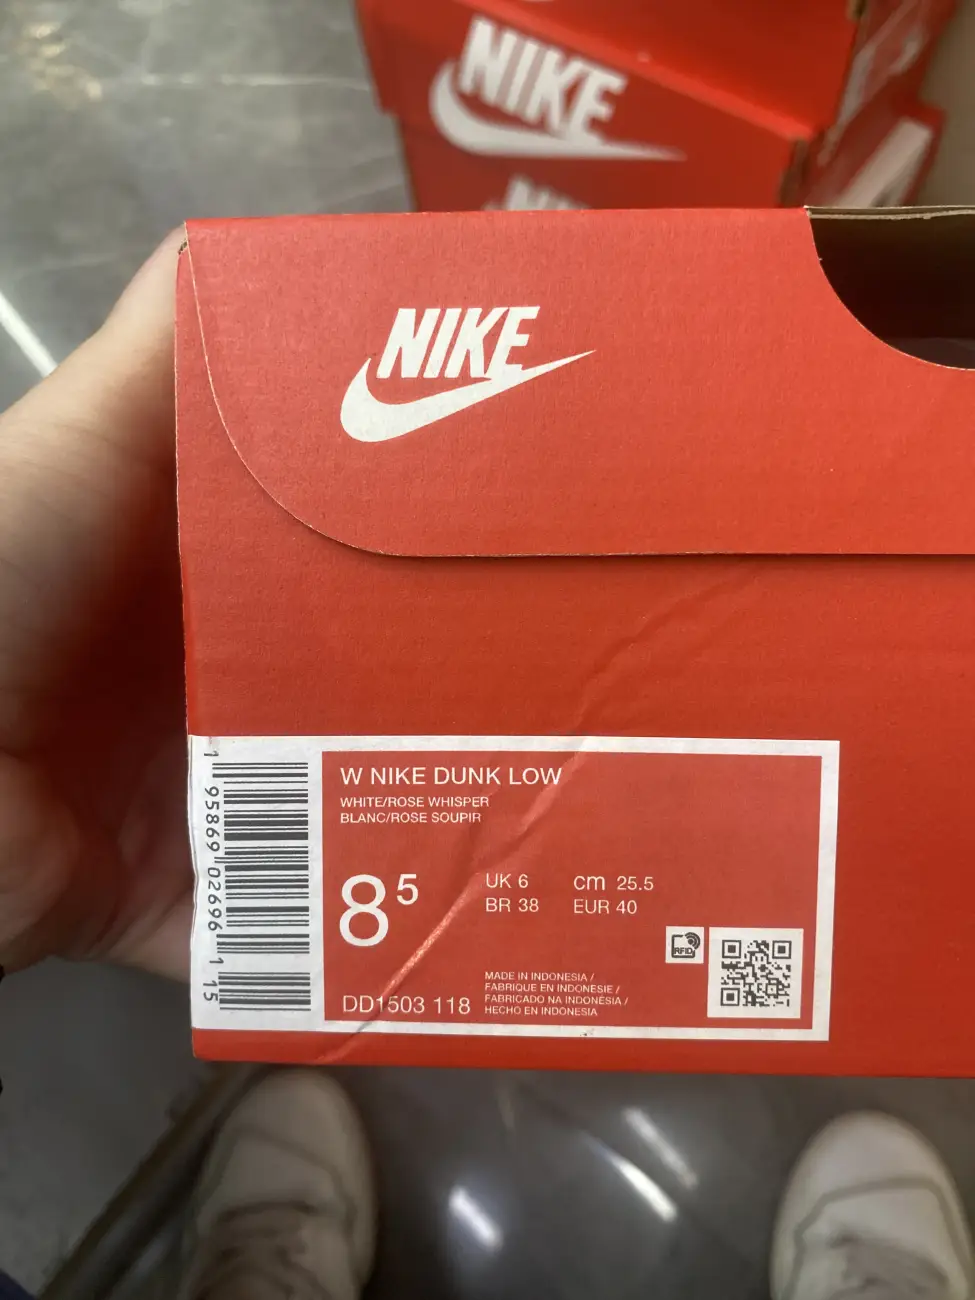 NIKE
NIKE
W NIKE DUNK LOW
WHITE/ROSE WHISPER
BLANC/ROSE SOUPIR
8⁵
UK 6
cm 25.5
BR 38
EUR 40
RFID
MADE IN INDONESIA /
FABRIQUE EN INDONESIE /
FABRICADO NA INDONÉSIA /
HECHO EN INDONESIA
DD1503 118
1 95869 02696 1 15